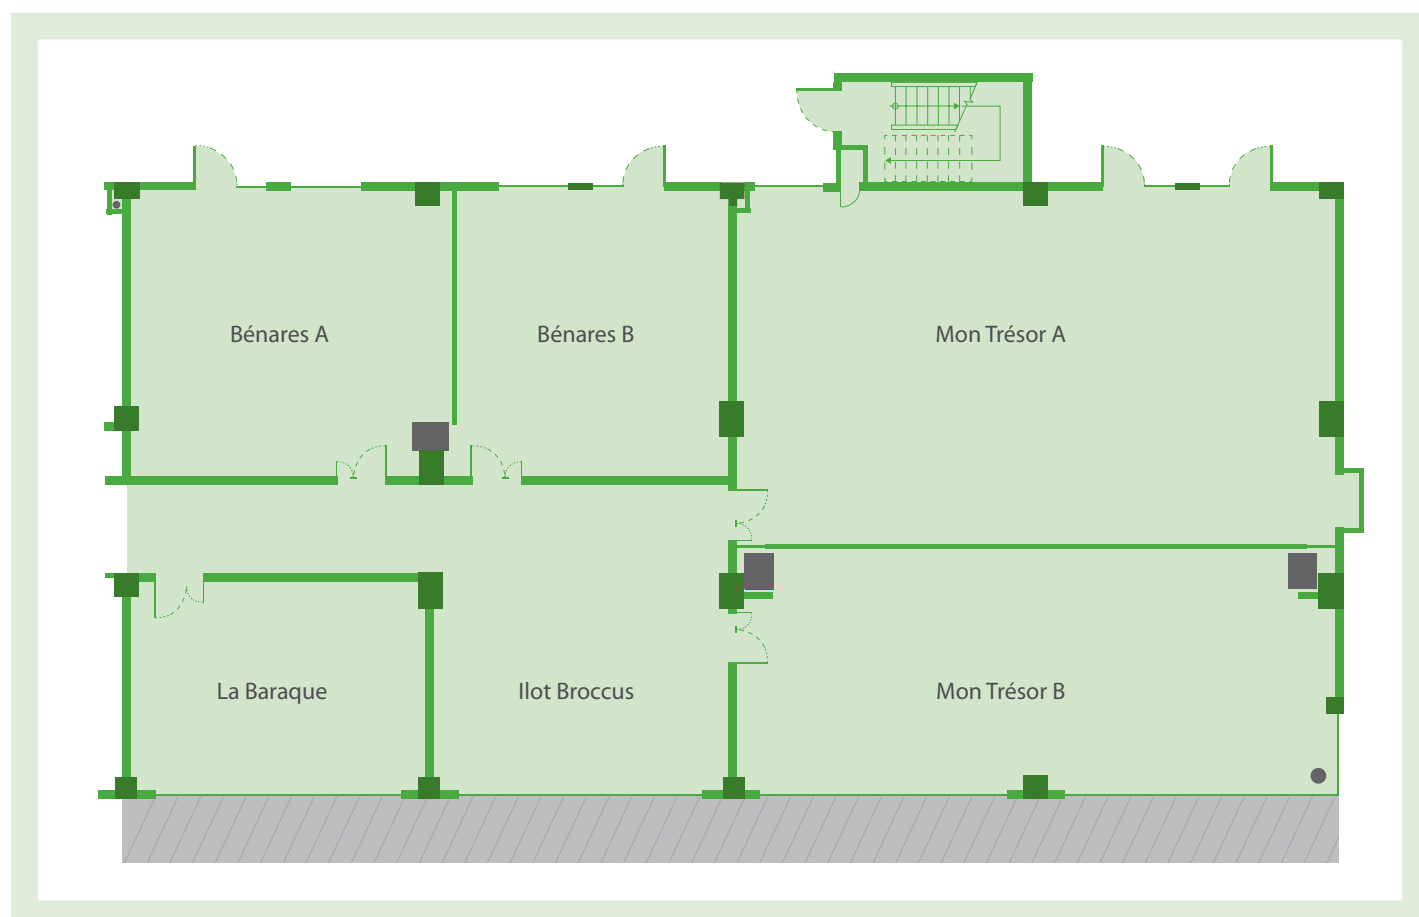 Bénares A
Bénares B
Mon Trésor A
La Baraque
Ilot Broccus
Mon Trésor B